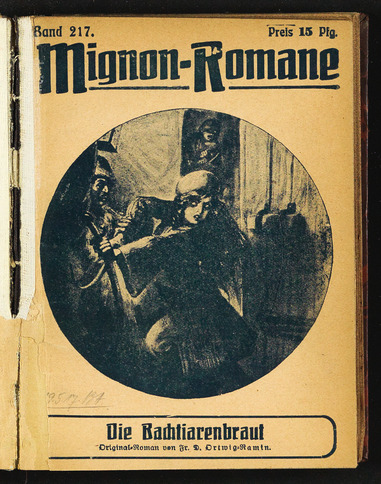 Band 217.
Preis 15 Pfg.
Mignon-Romane
Die Bachtiarenbraut
Original-Roman von Fr. D. Ortwig-Ramin.